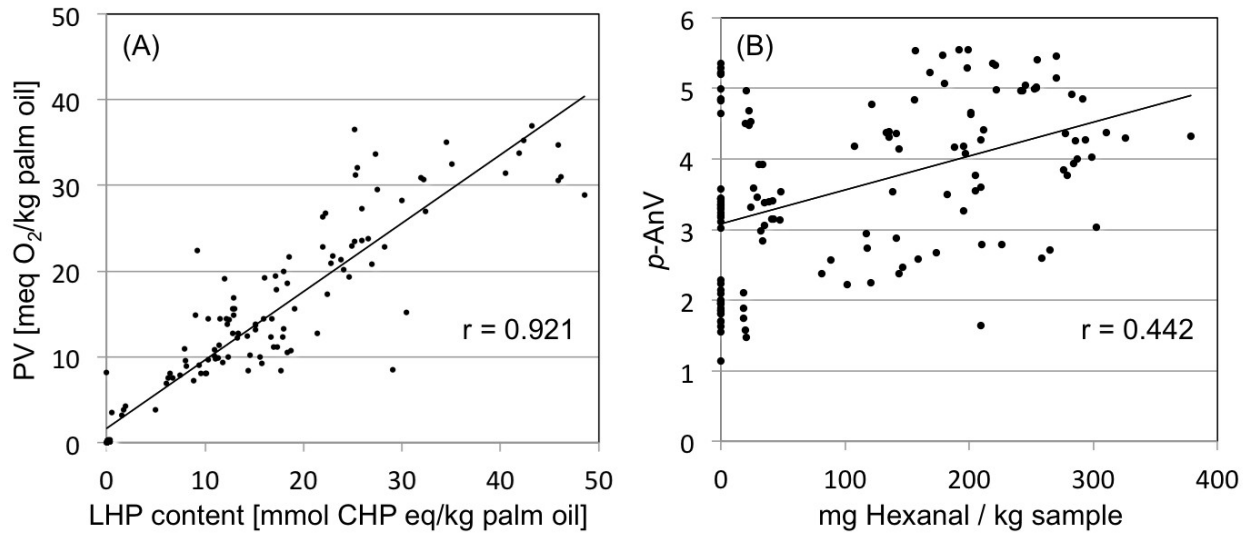 (A)
PV [meq O₂/kg palm oil]
50
40
30
20
10
0
r = 0.921
0 10 20 30 40 50
LHP content [mmol CHP eq/kg palm oil]
(B)
p-AnV
6
5
4
3
2
1
0
r = 0.442
0 100 200 300 400
mg Hexanal / kg sample